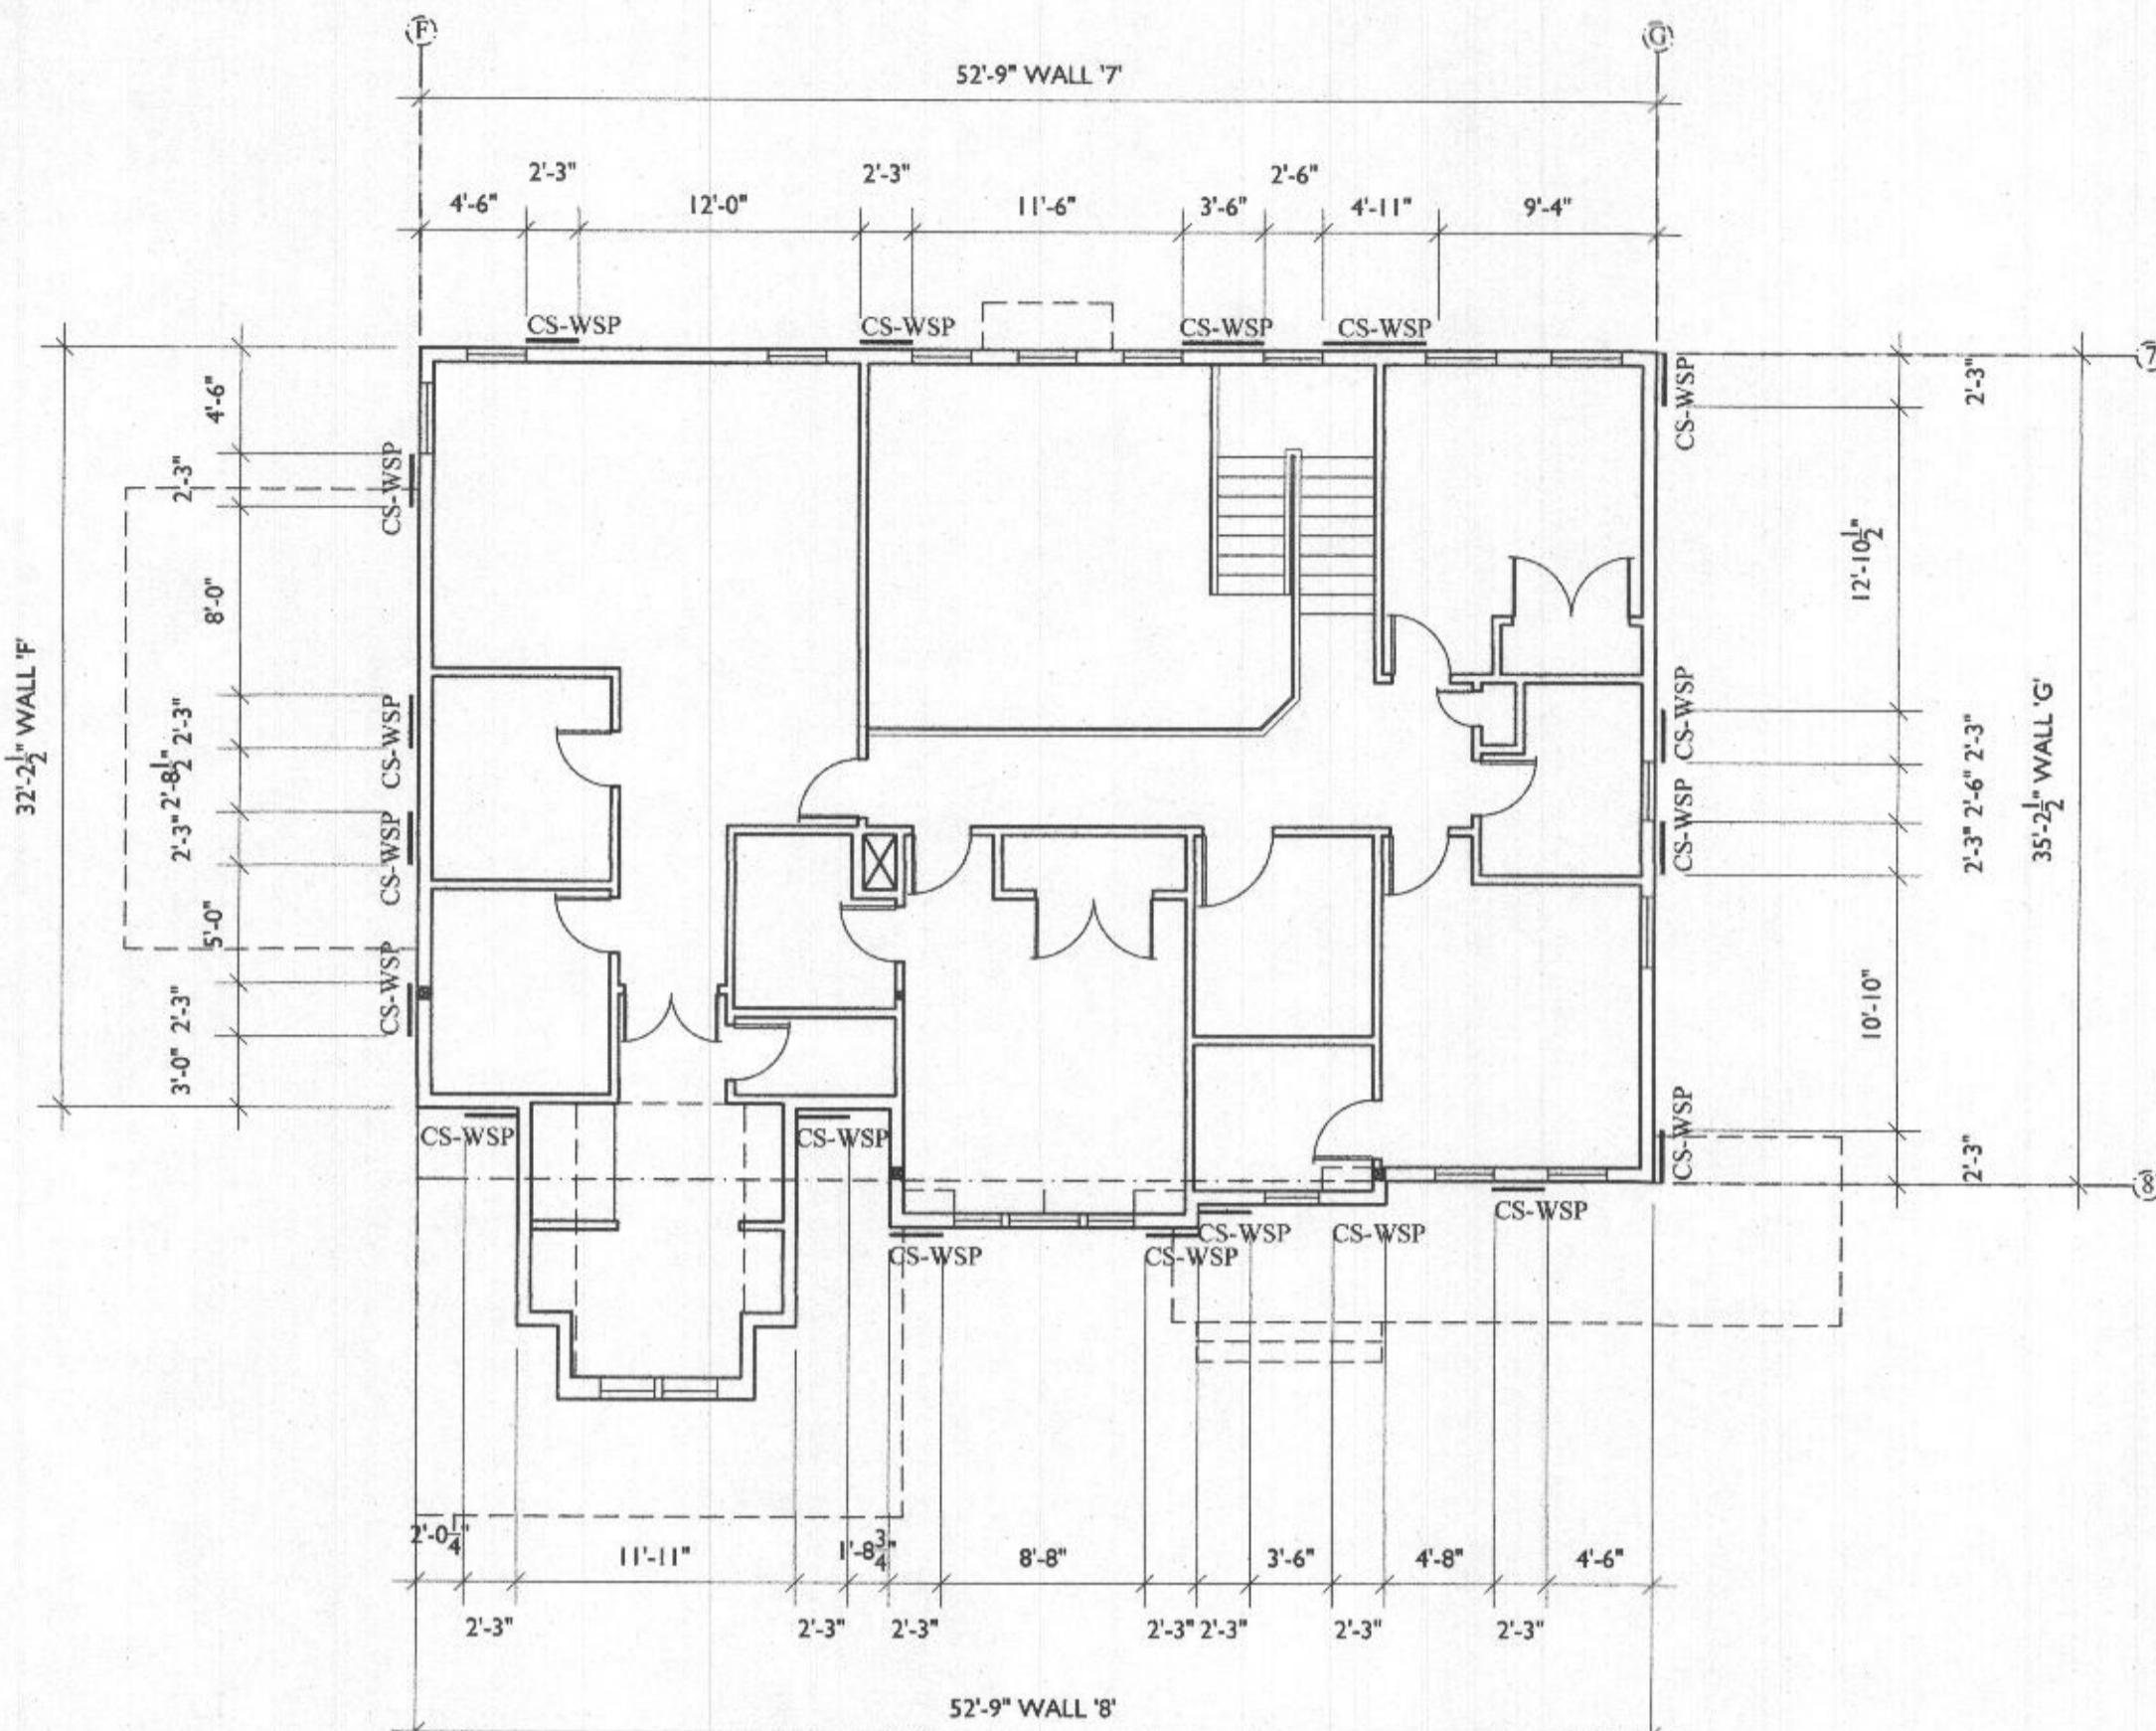 F
G
52'-9" WALL '7'
2'-3"
2'-3"
2'-6"
4'-6"
12'-0"
11'-6"
3'-6"
4'-11"
9'-4"
CS-WSP
CS-WSP
CS-WSP
CS-WSP
7
32'-2½" WALL 'F'
4'-6"
2'-3"
8'-0"
2'-3"
2'-8½"
2'-3"
5'-0"
2'-3"
3'-0"
CS-WSP
CS-WSP
CS-WSP
CS-WSP
CS-WSP
CS-WSP
CS-WSP
CS-WSP
2'-3"
12'-10½"
2'-3"
2'-6"
2'-3"
10'-10"
2'-3"
35'-2½" WALL 'G'
8
CS-WSP
CS-WSP
CS-WSP
CS-WSP
CS-WSP
CS-WSP
CS-WSP
2'-0¼"
11'-11"
1'-8¾"
8'-8"
3'-6"
4'-8"
4'-6"
2'-3"
2'-3"
2'-3"
2'-3"
2'-3"
2'-3"
2'-3"
52'-9" WALL '8'